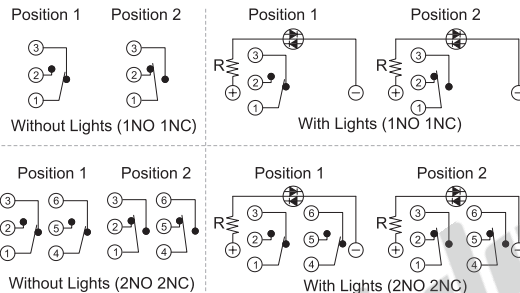 Position 1 Position 2
3 3
2 2
1 1
Without Lights (1NO 1NC)
Position 1 Position 2
R 3 R 3
+ 2 − + 2
1 1
With Lights (1NO 1NC)
Position 1 Position 2
3 6 3 6
2 5 2 5
1 4 1 4
Without Lights (2NO 2NC)
Position 1 Position 2
3 6 3 6
R 2 5 R 2 5
+ − + −
1 4 1 4
With Lights (2NO 2NC)